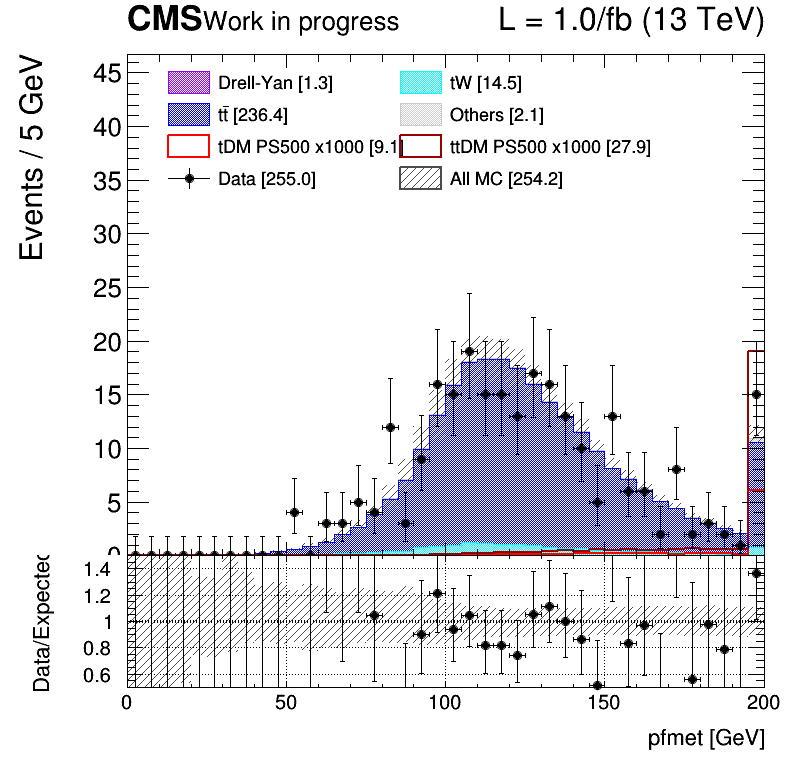 CMS Work in progress L = 1.0/fb (13 TeV)
Events / 5 GeV
45
40
35
30
25
20
15
10
5
0
Drell-Yan [1.3] tW [14.5]
tt̄ [236.4] Others [2.1]
tDM PS500 x1000 [9.1 ttDM PS500 x1000 [27.9]
Data [255.0] All MC [254.2]
Data/Expected
1.4
1.2
1
0.8
0.6
0 50 100 150 200
pfmet [GeV]